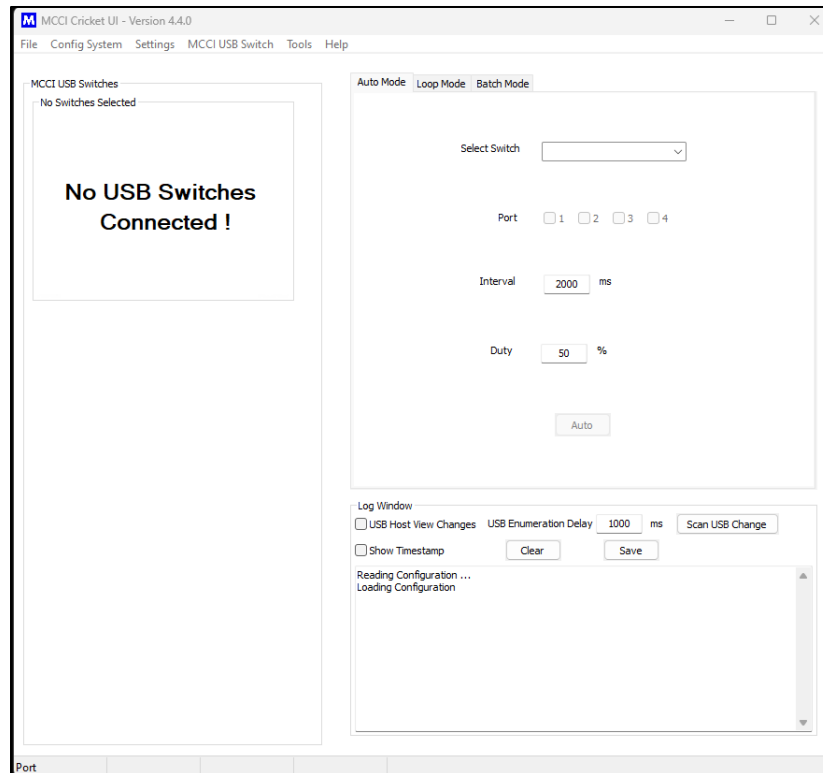 M MCCI Cricket UI - Version 4.4.0
File Config System Settings MCCI USB Switch Tools Help
MCCI USB Switches
No Switches Selected
No USB Switches
Connected !
Auto Mode Loop Mode Batch Mode
Select Switch
Port 1 2 3 4
Interval 2000 ms
Duty 50 %
Auto
Log Window
USB Host View Changes USB Enumeration Delay 1000 ms Scan USB Change
Show Timestamp Clear Save
Reading Configuration ...
Loading Configuration
Port